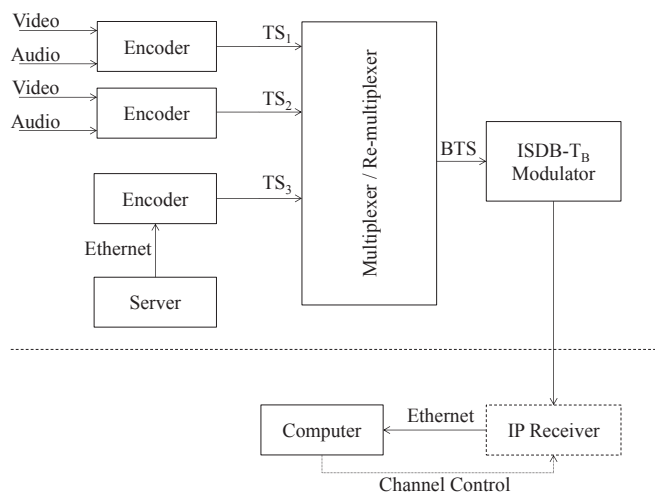 Video
Audio
Encoder
TS1
Video
Audio
Encoder
TS2
Encoder
TS3
Ethernet
Server
Multiplexer / Re-multiplexer
BTS
ISDB-TB
Modulator
Computer
Ethernet
IP Receiver
Channel Control